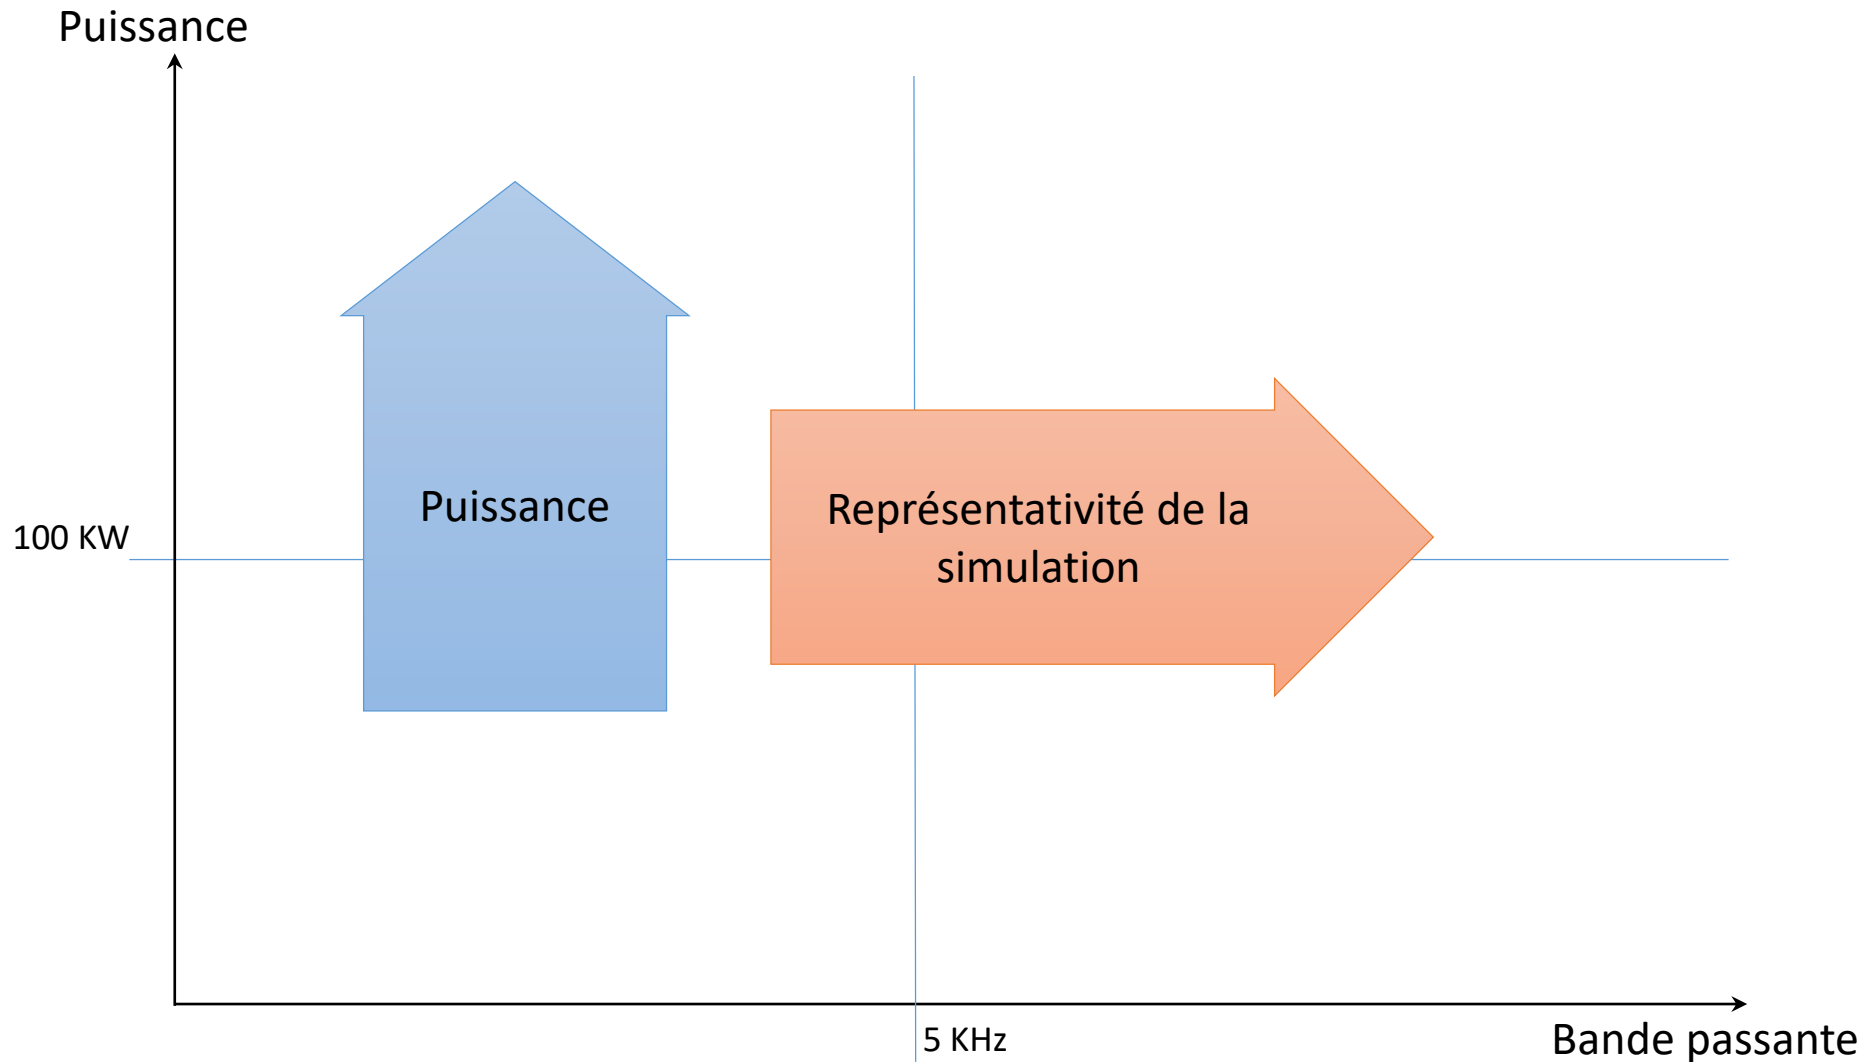 Puissance
Puissance
Représentativité de la
simulation
100 KW
5 KHz
Bande passante